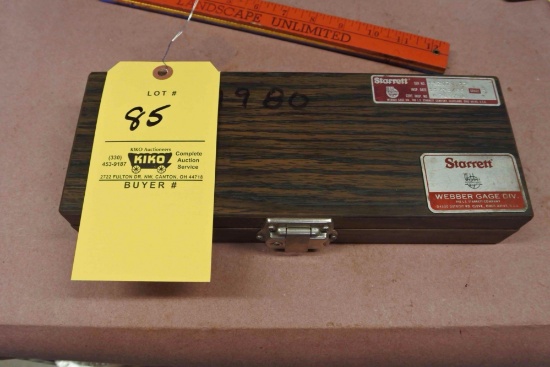 LANDSCAPE UNLIMITED
LOT #
85
KIKO Auctioneers
(330)
453-9187
KIKO
Complete
Auction
Service
2722 FULTON DR. NW, CANTON, OH 44718
BUYER #
1980
Starrett
Starrett
WEBBER GAGE DIV.